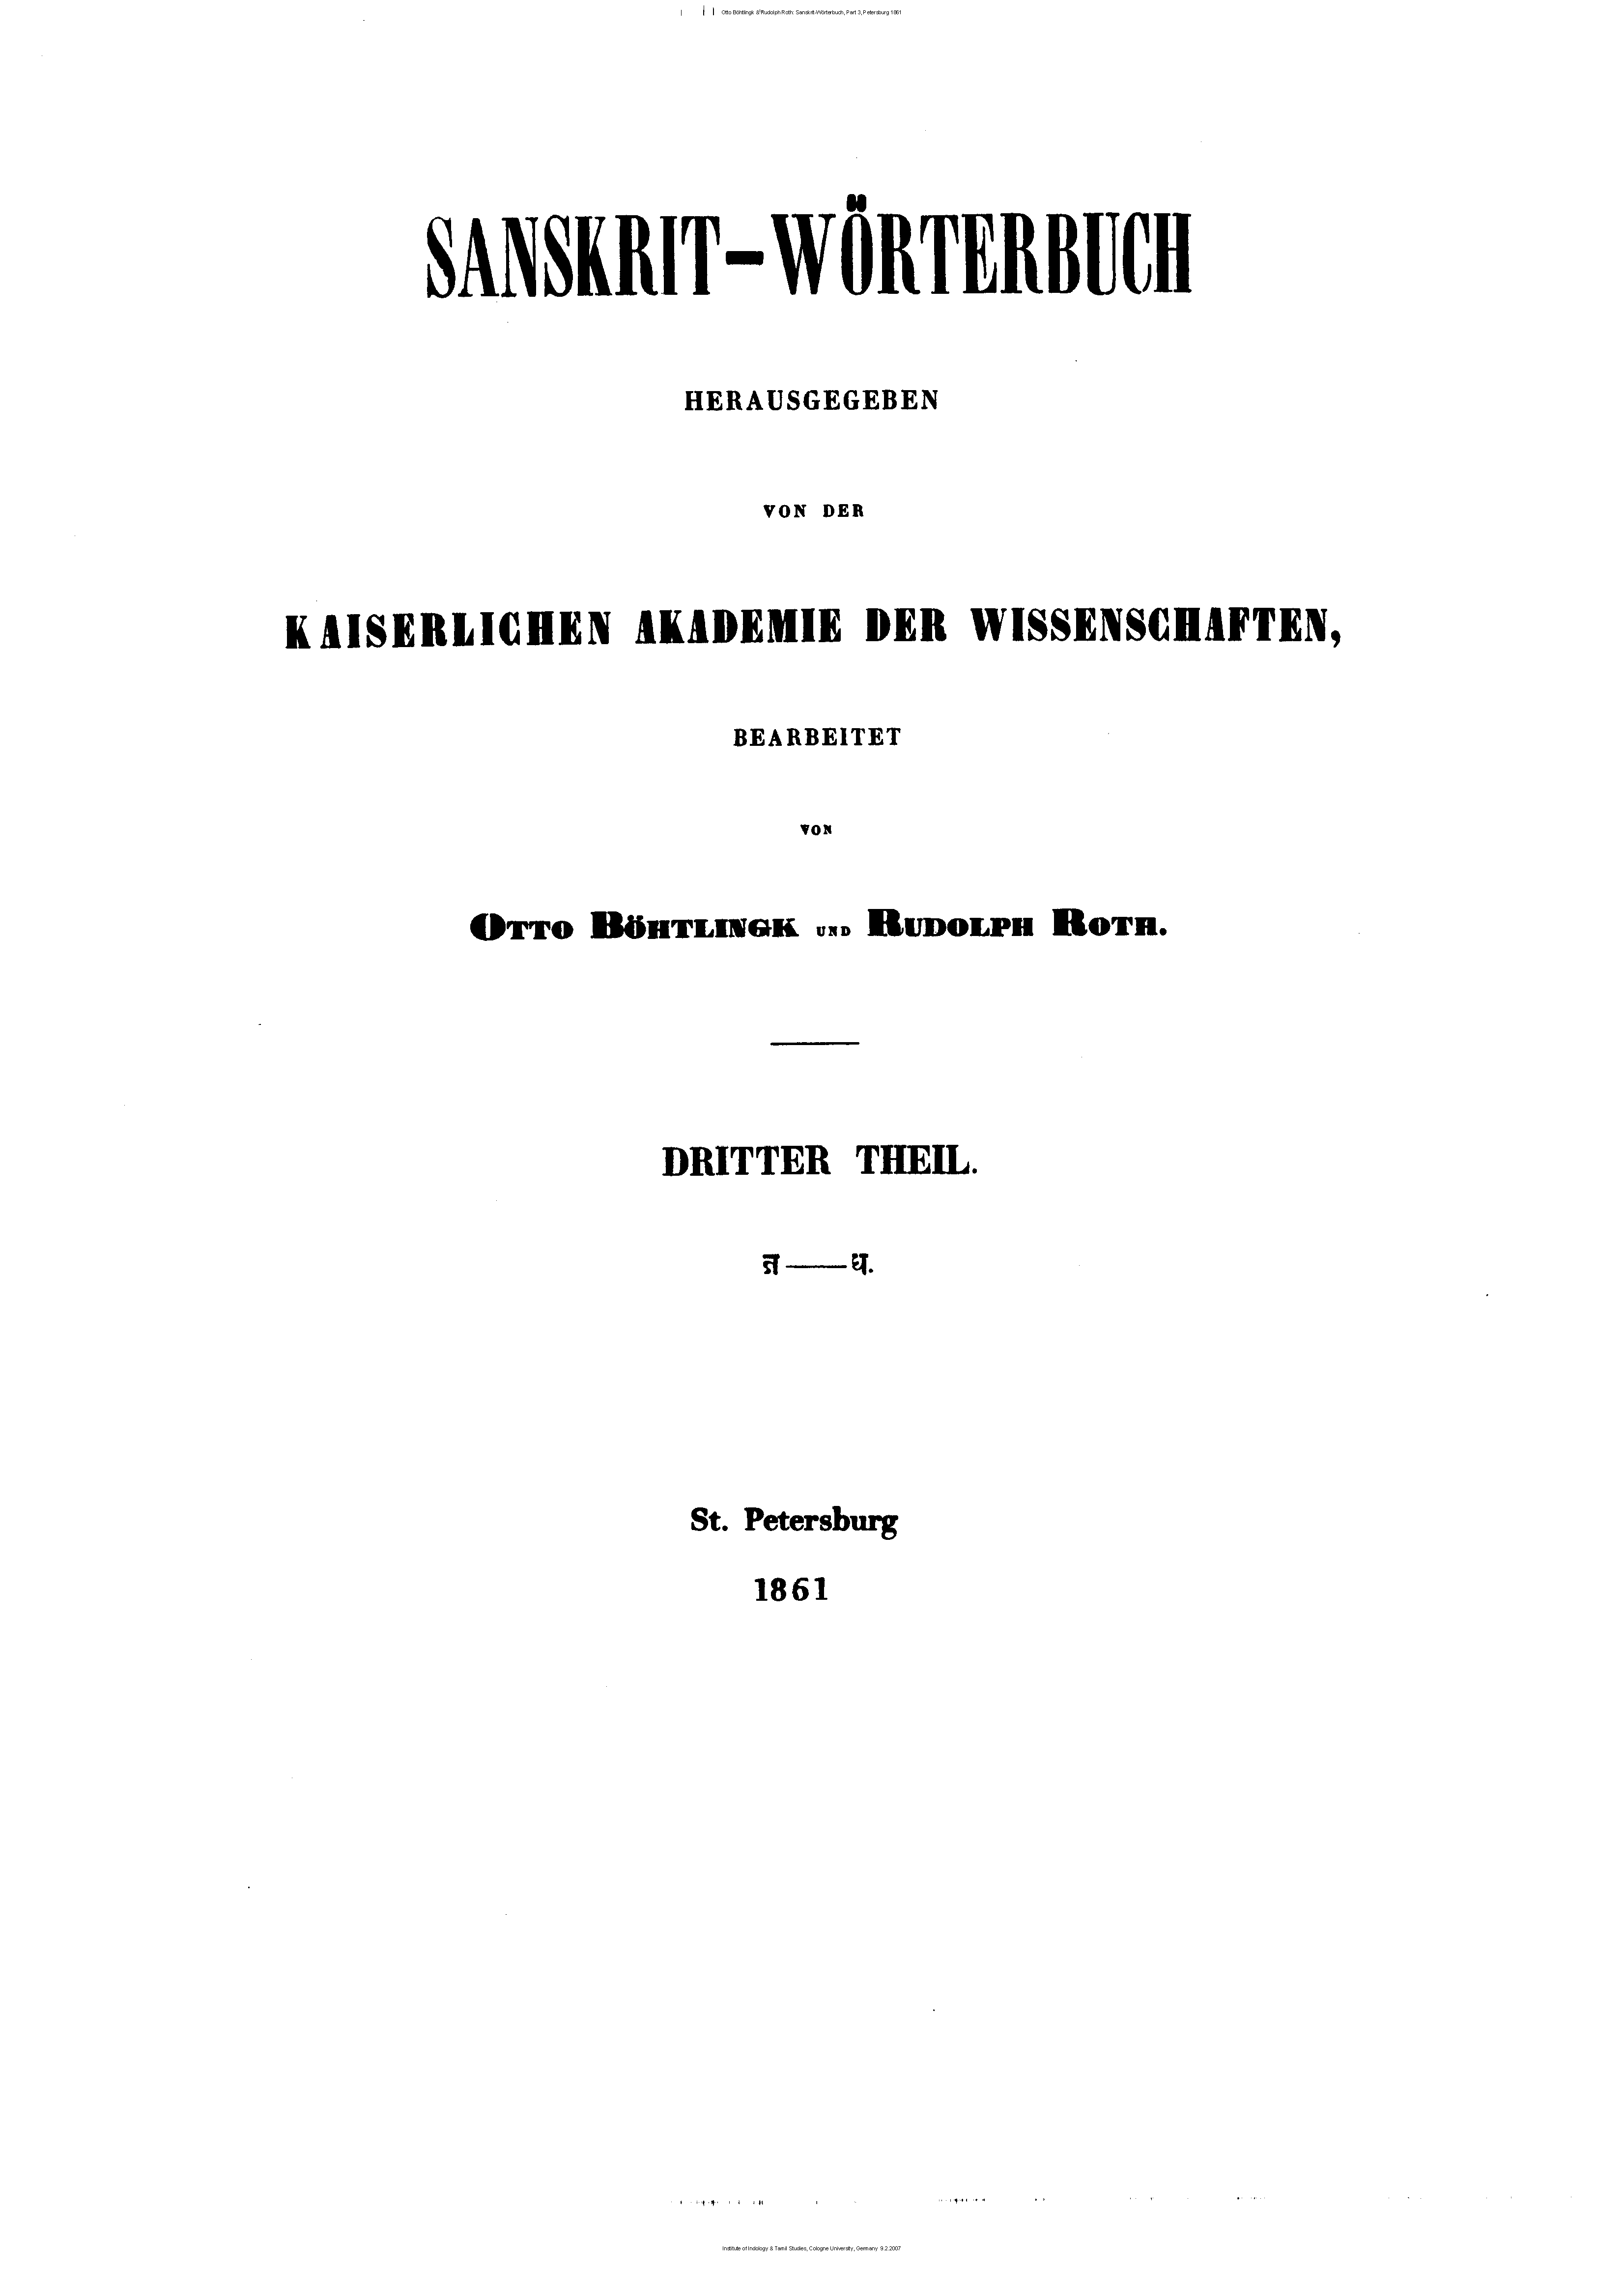 Otto Böhtlingk & Rudolph Roth: Sanskrit-Wörterbuch, Part 3, Petersburg 1861
SANSKRIT-WÖRTERBUCH
HERAUSGEGEBEN
VON DER
KAISERLICHEN AKADEMIE DER WISSENSCHAFTEN,
BEARBEITET
VON
OTTO BÖHTLINGK UND RUDOLPH ROTH.
DRITTER THEIL.
ज——ध.
St. Petersburg
1861
Institute of Indology & Tamil Studies, Cologne University, Germany 9.2.2007